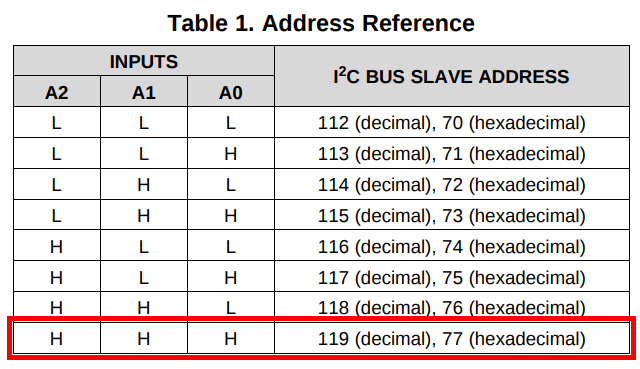 Table 1. Address Reference
INPUTS
I²C BUS SLAVE ADDRESS
A2 A1 A0
L L L 112 (decimal), 70 (hexadecimal)
L L H 113 (decimal), 71 (hexadecimal)
L H L 114 (decimal), 72 (hexadecimal)
L H H 115 (decimal), 73 (hexadecimal)
H L L 116 (decimal), 74 (hexadecimal)
H L H 117 (decimal), 75 (hexadecimal)
H H L 118 (decimal), 76 (hexadecimal)
H H H 119 (decimal), 77 (hexadecimal)